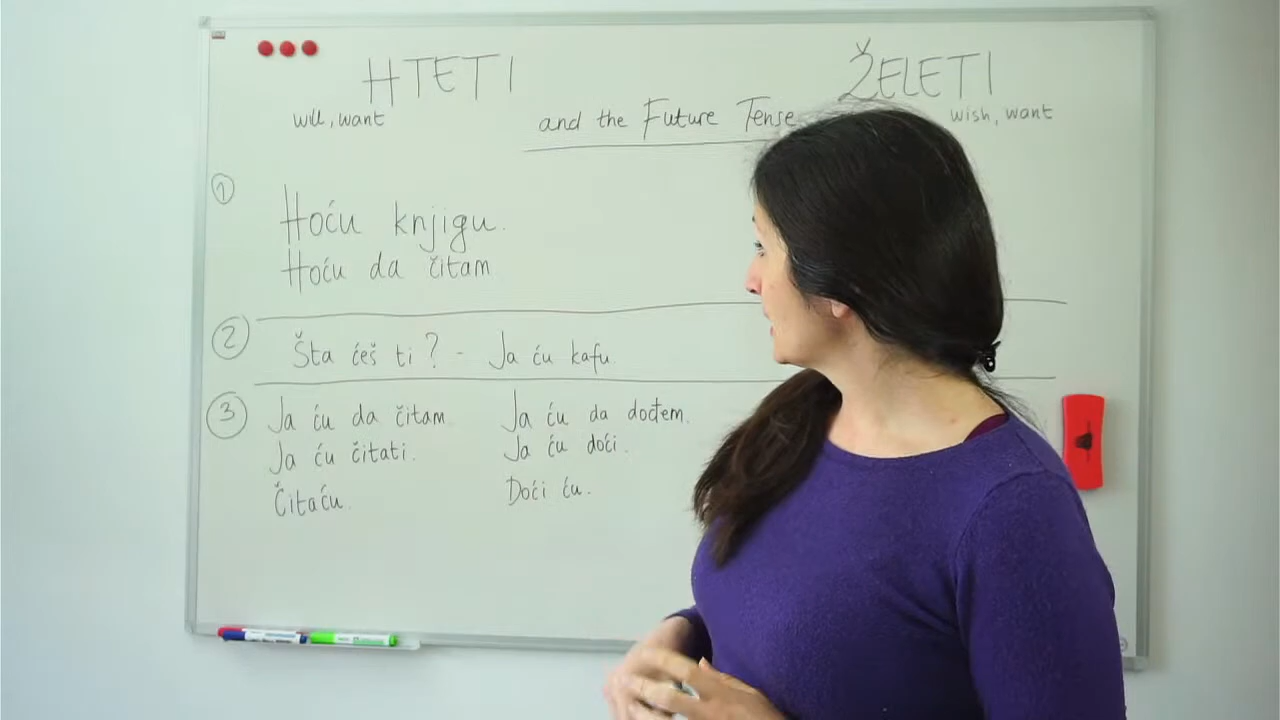 HTETI
ŽELETI
will, want
and the Future Tense
wish, want
1
Hoću knjigu.
Hoću da čitam
2
Šta ćeš ti? - Ja ću kafu.
3
Ja ću da čitam
Ja ću čitati.
Čitaću.
Ja ću da dođem.
Ja ću doći.
Doći ću.